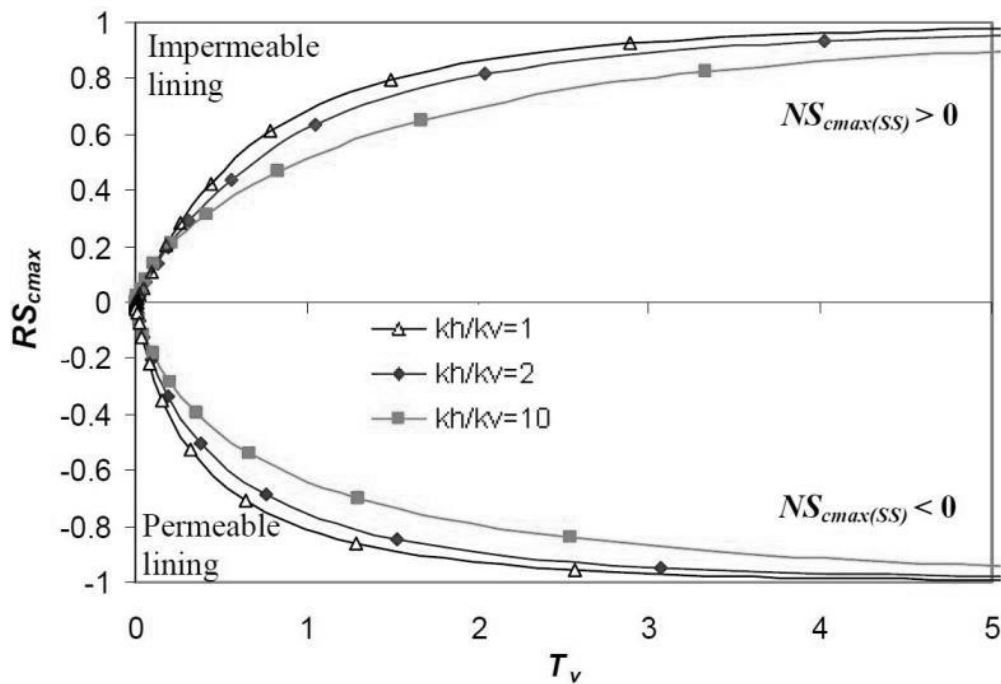 1
Impermeable
lining
0.8
NScmax(SS) > 0
0.6
0.4
0.2
RScmax
0
kh/kv=1
-0.2
kh/kv=2
-0.4
kh/kv=10
-0.6
NScmax(SS) < 0
-0.8
Permeable
lining
-1
0 1 2 3 4 5
Tv